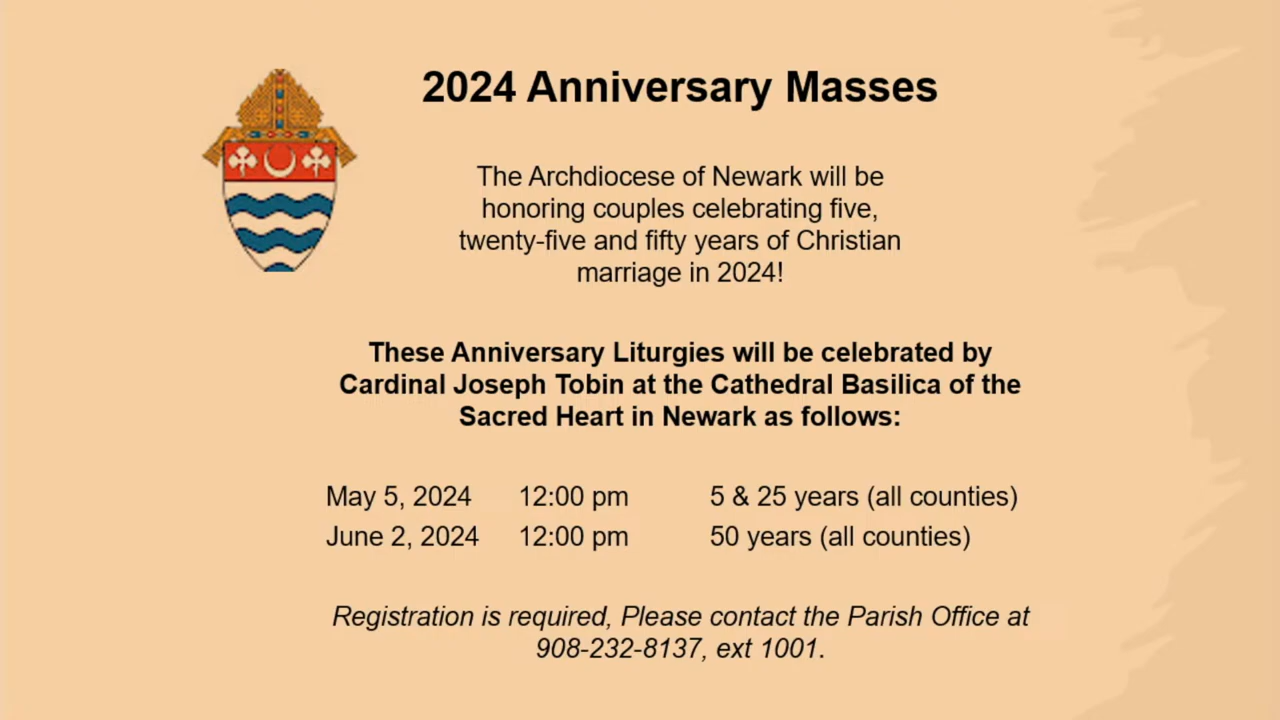 2024 Anniversary Masses
The Archdiocese of Newark will be
honoring couples celebrating five,
twenty-five and fifty years of Christian
marriage in 2024!
These Anniversary Liturgies will be celebrated by
Cardinal Joseph Tobin at the Cathedral Basilica of the
Sacred Heart in Newark as follows:
May 5, 2024 12:00 pm 5 & 25 years (all counties)
June 2, 2024 12:00 pm 50 years (all counties)
Registration is required, Please contact the Parish Office at
908-232-8137, ext 1001.